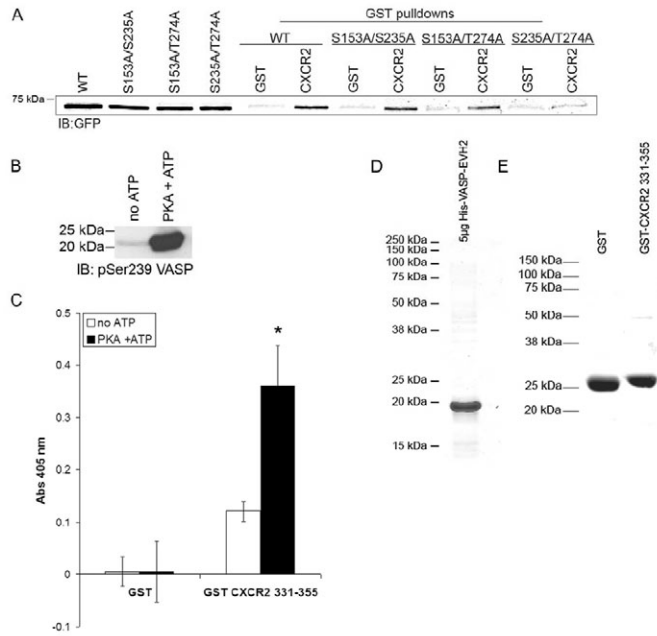 A
GST pulldowns
WT
S153A/S235A
S153A/T274A
S235A/T274A
WT
S153A/S235A
S153A/T274A
S235A/T274A
GST
CXCR2
GST
CXCR2
GST
CXCR2
GST
CXCR2
75 kDa
IB:GFP
B
no ATP
PKA + ATP
25 kDa
20 kDa
IB: pSer239 VASP
C
0.5
0.4
0.3
0.2
0.1
0
-0.1
Abs 405 nm
no ATP
PKA +ATP
*
GST
GST CXCR2 331-355
D
5µg His-VASP-EVH2
250 kDa
150 kDa
100 kDa
75 kDa
50 kDa
38 kDa
25 kDa
20 kDa
15 kDa
E
GST
GST-CXCR2 331-355
150 kDa
100 kDa
75 kDa
50 kDa
38 kDa
25 kDa
20 kDa